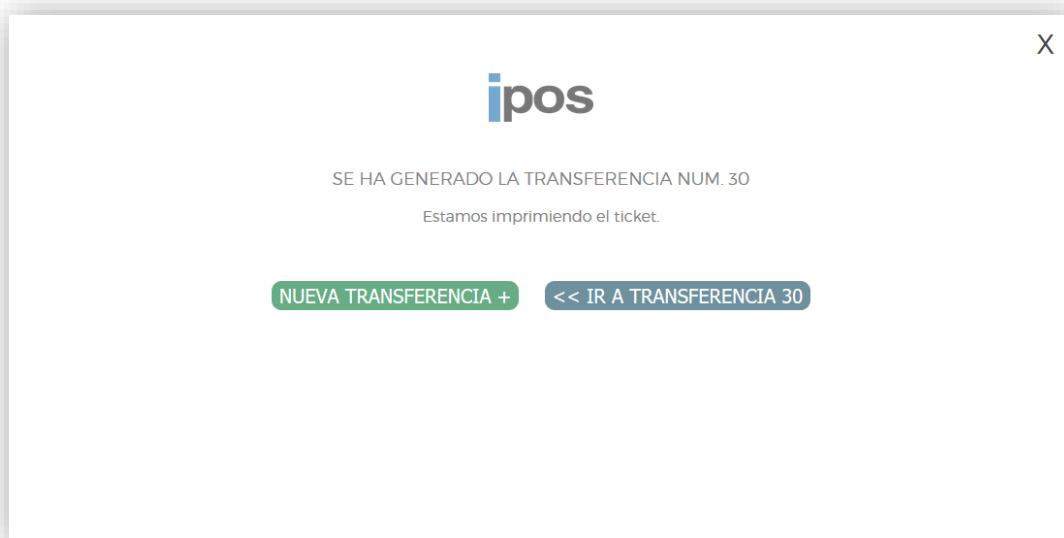 X
ipos
SE HA GENERADO LA TRANSFERENCIA NUM. 30
Estamos imprimiendo el ticket.
NUEVA TRANSFERENCIA + << IR A TRANSFERENCIA 30